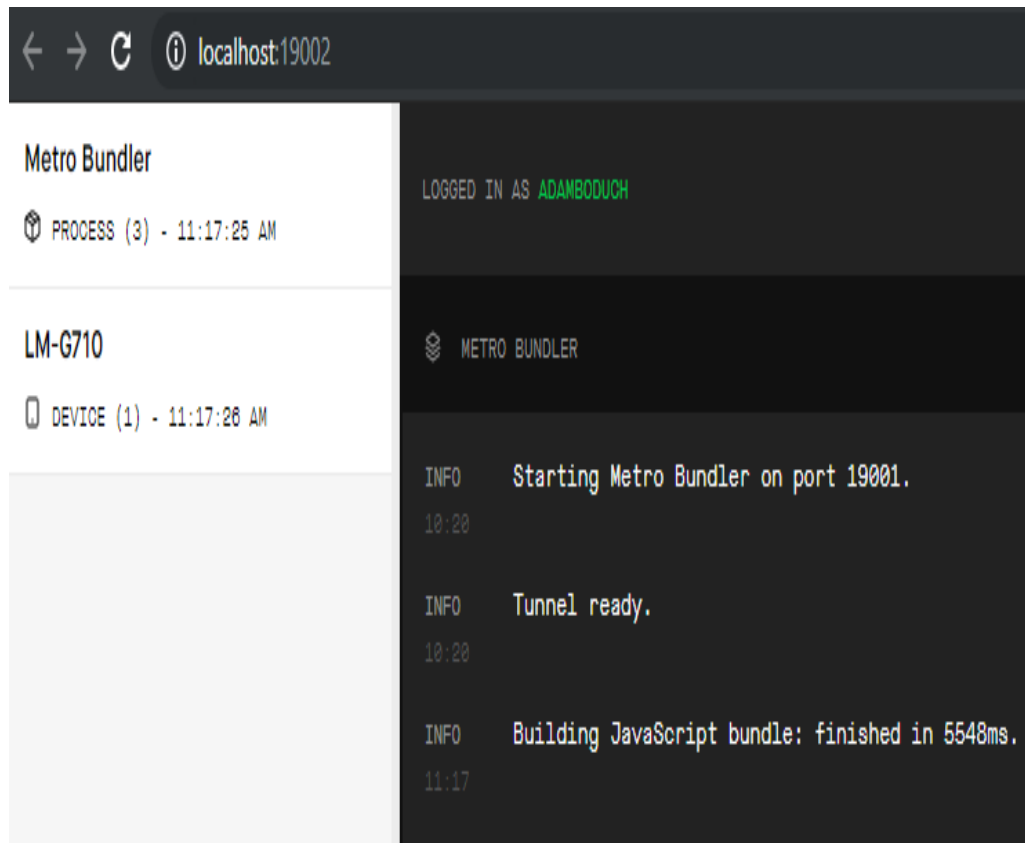 localhost:19002
Metro Bundler
PROCESS (3) - 11:17:25 AM
LM-G710
DEVICE (1) - 11:17:26 AM
LOGGED IN AS ADAMBODUCH
METRO BUNDLER
INFO Starting Metro Bundler on port 19001.
10:20
INFO Tunnel ready.
10:20
INFO Building JavaScript bundle: finished in 5548ms.
11:17